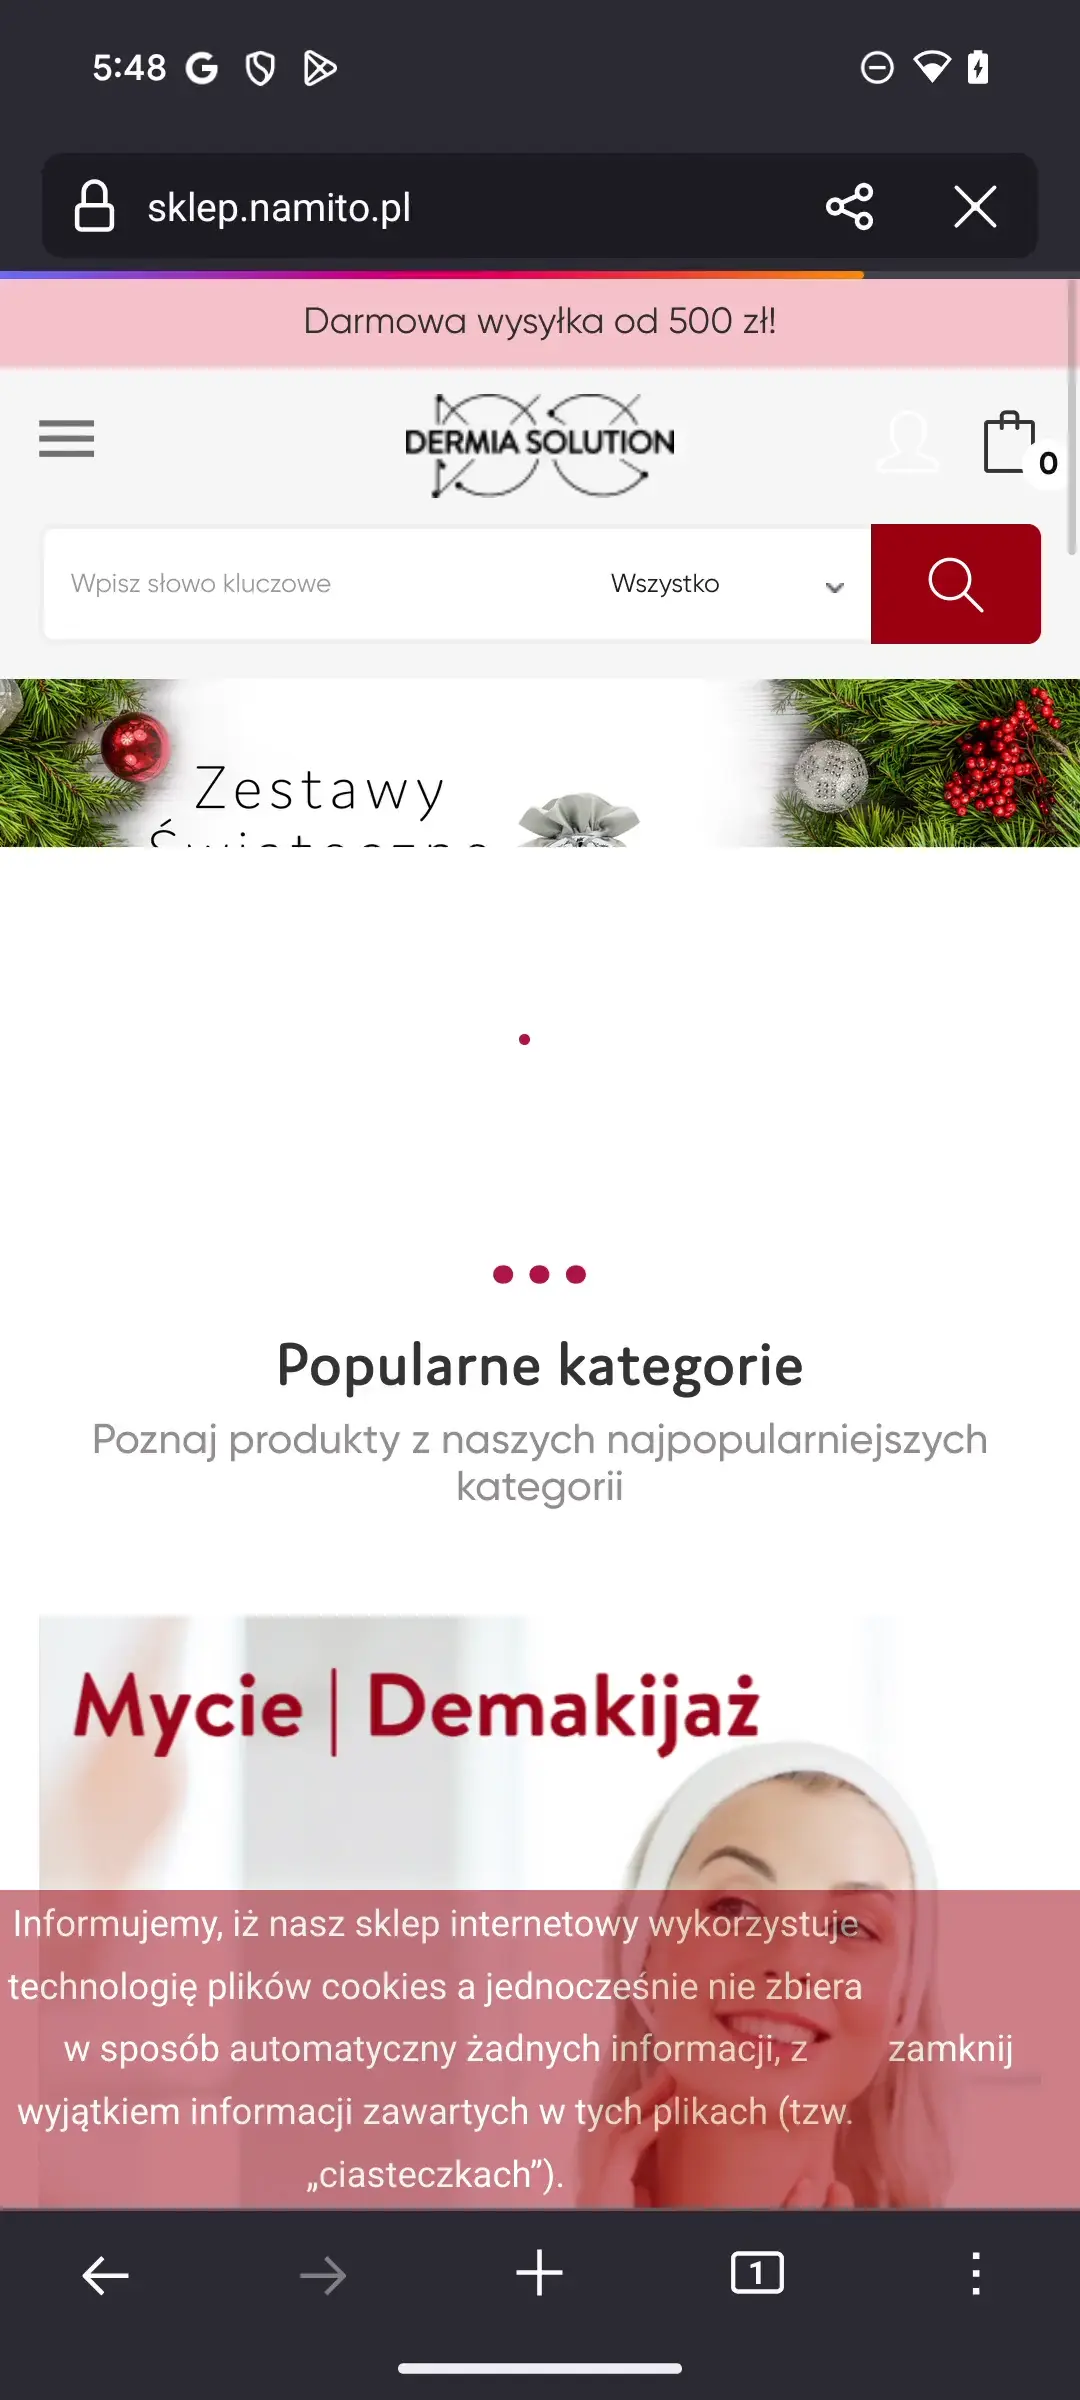 5:48
sklep.namito.pl
Darmowa wysyłka od 500 zł!
DERMIA SOLUTION
0
Wpisz słowo kluczowe
Wszystko
Zestawy
Świąteczne
Popularne kategorie
Poznaj produkty z naszych najpopularniejszych
kategorii
Mycie | Demakijaż
Informujemy, iż nasz sklep internetowy wykorzystuje
technologię plików cookies a jednocześnie nie zbiera
w sposób automatyczny żadnych informacji, z
zamknij
wyjątkiem informacji zawartych w tych plikach (tzw.
„ciasteczkach”).
1